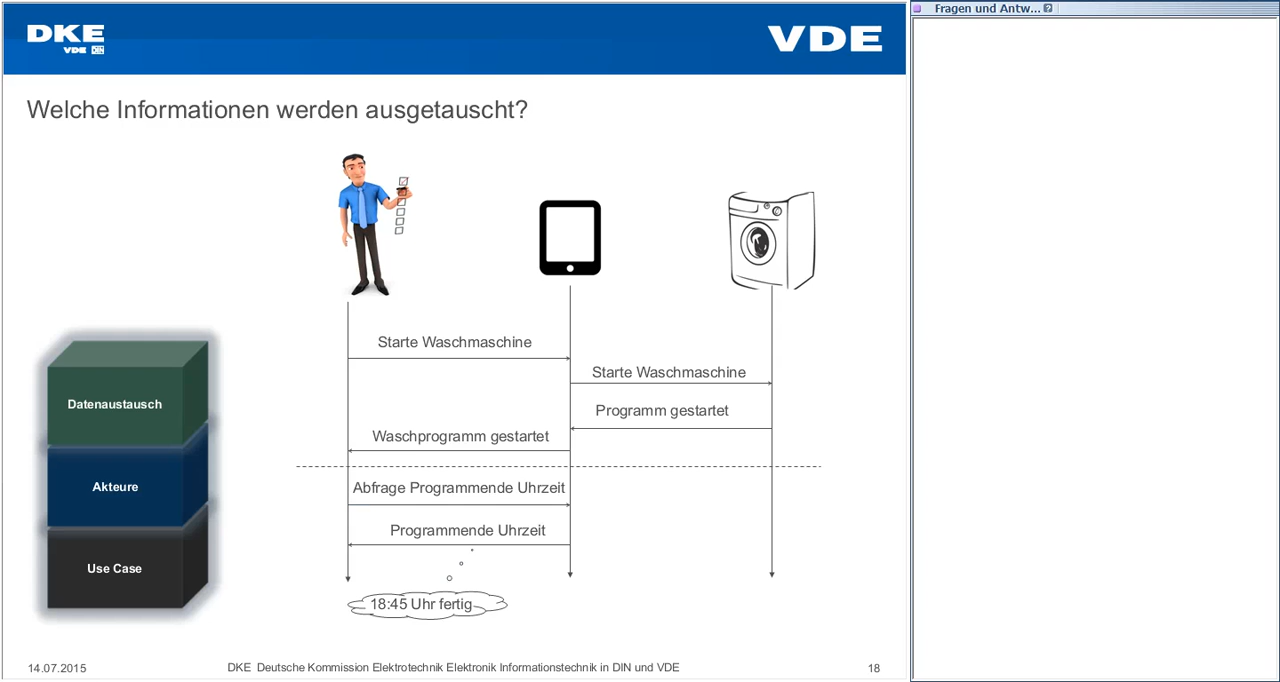 DKE
VDE DIN
VDE
Fragen und Antw...
Welche Informationen werden ausgetauscht?
Starte Waschmaschine
Starte Waschmaschine
Programm gestartet
Waschprogramm gestartet
Abfrage Programmende Uhrzeit
Programmende Uhrzeit
18:45 Uhr fertig
Datenaustausch
Akteure
Use Case
14.07.2015
DKE Deutsche Kommission Elektrotechnik Elektronik Informationstechnik in DIN und VDE
18